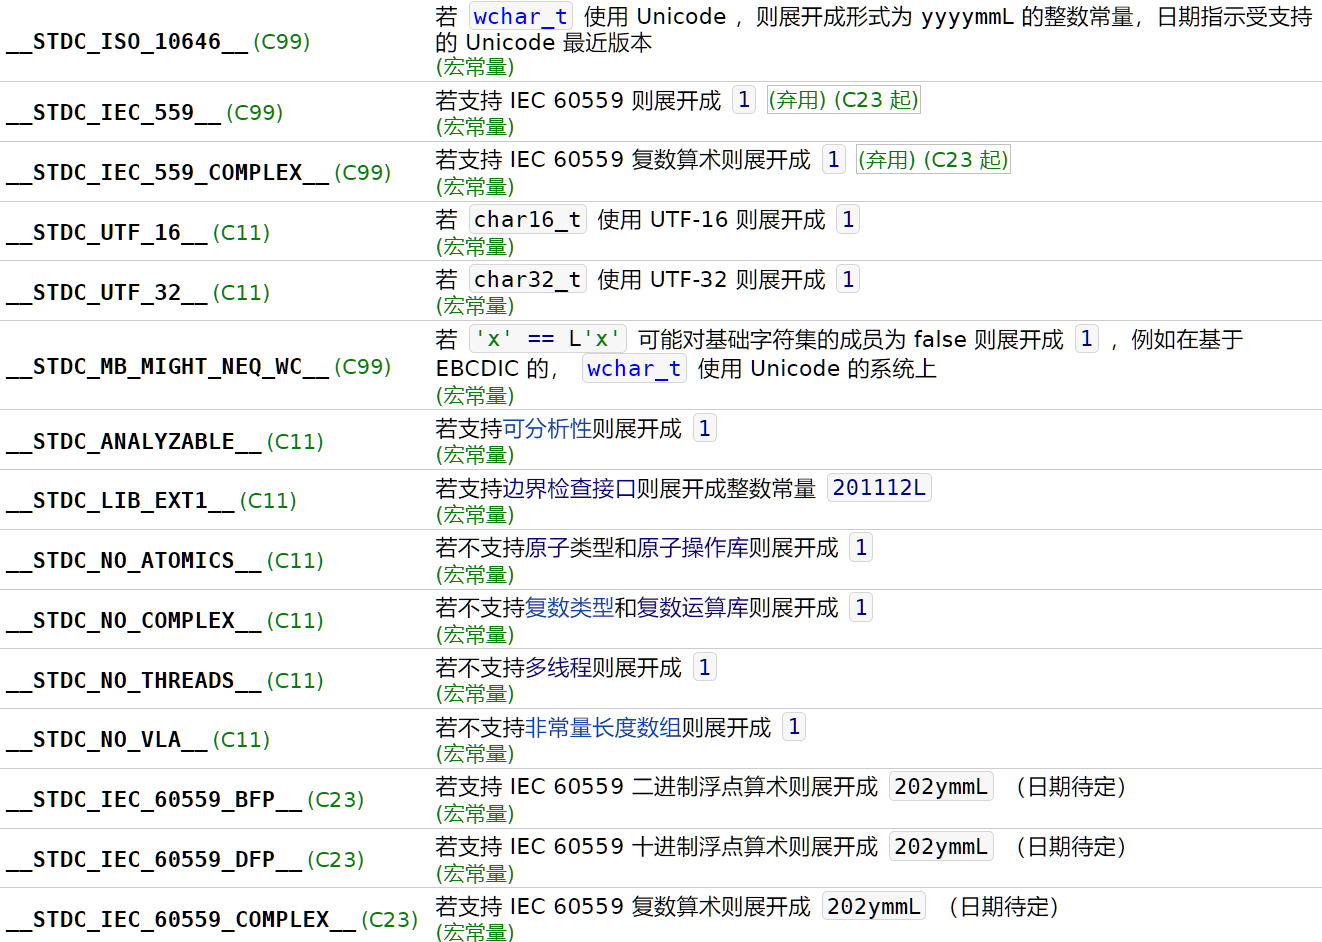 若 wchar_t 使用 Unicode ，则展开成形式为 yyyymmL 的整数常量，日期指示受支持
__STDC_ISO_10646__ (C99)
的 Unicode 最近版本
(宏常量)
若支持 IEC 60559 则展开成 1 (弃用) (C23 起)
__STDC_IEC_559__ (C99)
(宏常量)
若支持 IEC 60559 复数算术则展开成 1 (弃用) (C23 起)
__STDC_IEC_559_COMPLEX__ (C99)
(宏常量)
若 char16_t 使用 UTF-16 则展开成 1
__STDC_UTF_16__ (C11)
(宏常量)
若 char32_t 使用 UTF-32 则展开成 1
__STDC_UTF_32__ (C11)
(宏常量)
若 'x' == L'x' 可能对基础字符集的成员为 false 则展开成 1 ，例如在基于
__STDC_MB_MIGHT_NEQ_WC__ (C99)
EBCDIC 的， wchar_t 使用 Unicode 的系统上
(宏常量)
若支持可分析性则展开成 1
__STDC_ANALYZABLE__ (C11)
(宏常量)
若支持边界检查接口则展开成整数常量 201112L
__STDC_LIB_EXT1__ (C11)
(宏常量)
若不支持原子类型和原子操作库则展开成 1
__STDC_NO_ATOMICS__ (C11)
(宏常量)
若不支持复数类型和复数运算库则展开成 1
__STDC_NO_COMPLEX__ (C11)
(宏常量)
若不支持多线程则展开成 1
__STDC_NO_THREADS__ (C11)
(宏常量)
若不支持非常量长度数组则展开成 1
__STDC_NO_VLA__ (C11)
(宏常量)
若支持 IEC 60559 二进制浮点算术则展开成 202ymmL （日期待定）
__STDC_IEC_60559_BFP__ (C23)
(宏常量)
若支持 IEC 60559 十进制浮点算术则展开成 202ymmL （日期待定）
__STDC_IEC_60559_DFP__ (C23)
(宏常量)
若支持 IEC 60559 复数算术则展开成 202ymmL （日期待定）
__STDC_IEC_60559_COMPLEX__ (C23)
(宏常量)